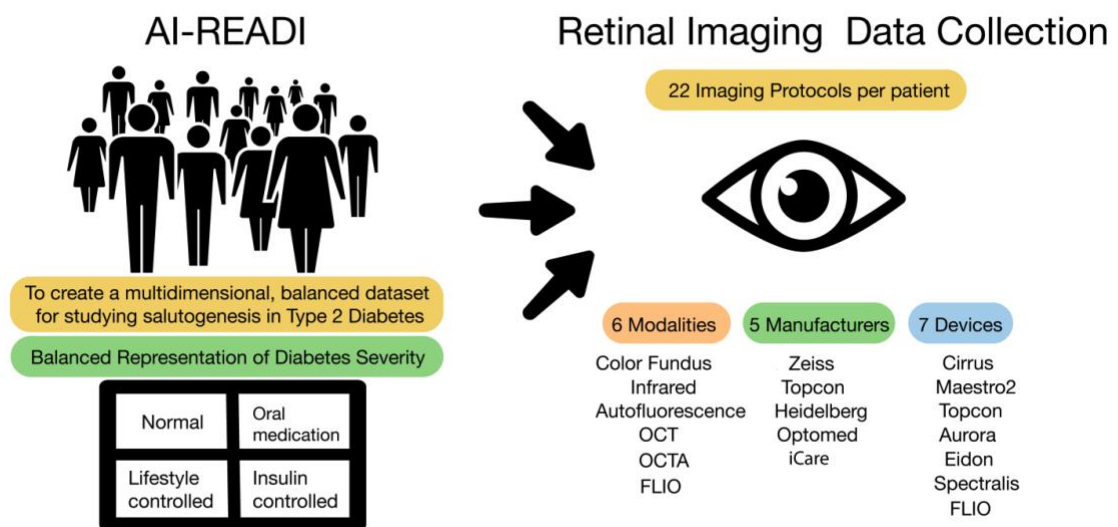 AI-READI
To create a multidimensional, balanced dataset
for studying salutogenesis in Type 2 Diabetes
Balanced Representation of Diabetes Severity
Normal
Oral
medication
Lifestyle
controlled
Insulin
controlled
Retinal Imaging Data Collection
22 Imaging Protocols per patient
6 Modalities
Color Fundus
Infrared
Autofluorescence
OCT
OCTA
FLIO
5 Manufacturers
Zeiss
Topcon
Heidelberg
Optomed
iCare
7 Devices
Cirrus
Maestro2
Topcon
Aurora
Eidon
Spectralis
FLIO